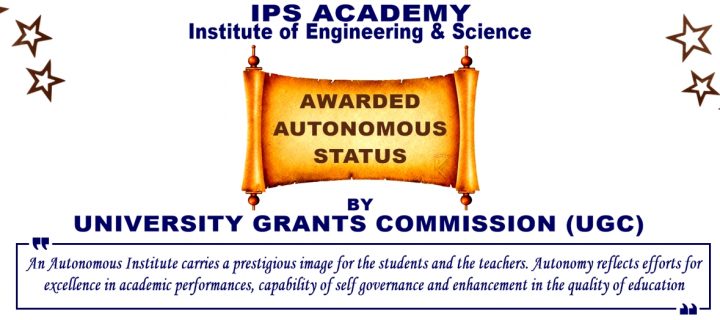 IPS ACADEMY
Institute of Engineering & Science
AWARDED
AUTONOMOUS
STATUS
BY
UNIVERSITY GRANTS COMMISSION (UGC)
An Autonomous Institute carries a prestigious image for the students and the teachers. Autonomy reflects efforts for
excellence in academic performances, capability of self governance and enhancement in the quality of education